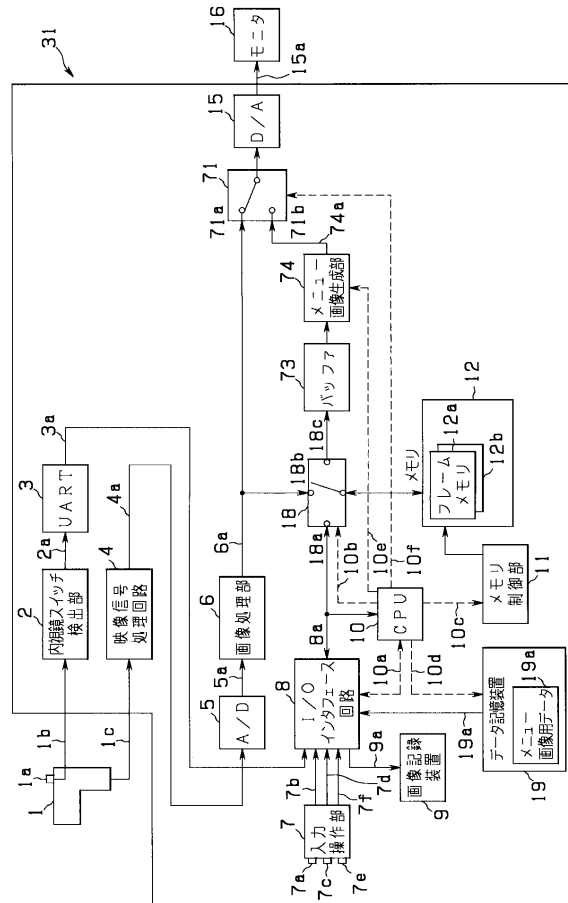 31
16
モニタ
15a
15
D/A
71
71a
71b
74a
74
メニュー
画像生成部
73
バッファ
12
12a
12b
メモリ
フレーム
メモリ
3a
3
UART
2a
2
内視鏡スイッチ
検出部
4a
4
映像信号
処理回路
6a
6
画像処理部
5a
5
A/D
18
18a
18b
18c
10b
10e
10f
8a
8
I/O
インタフェース
回路
10
CPU
10a
10d
10c
11
メモリ
制御部
19a
データ記憶装置
19a
メニュー
画像用データ
19
9a
画像記録
装置
9
1a
1
1b
1c
7
入力
操作部
7a
7c
7e
7b
7d
7f